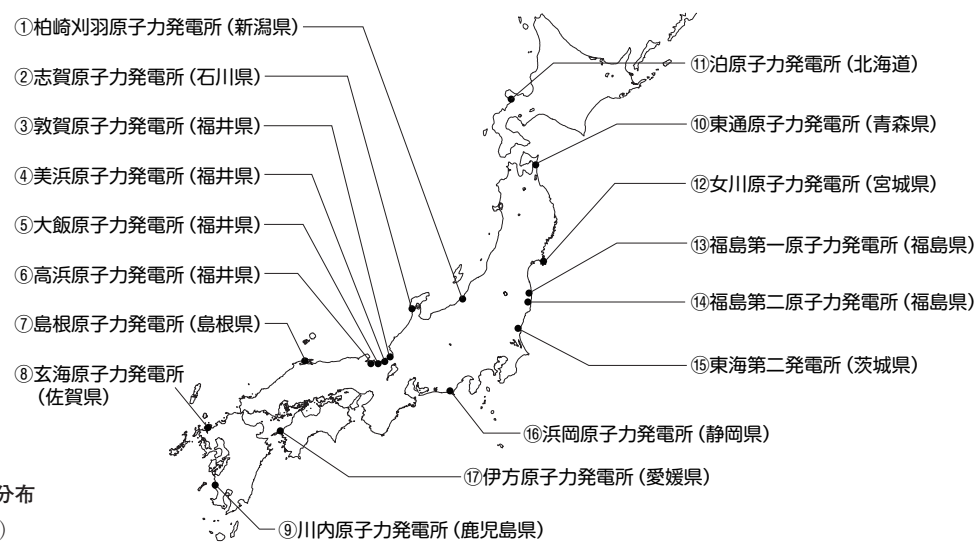 ①柏崎刈羽原子力発電所（新潟県）
②志賀原子力発電所（石川県）
③敦賀原子力発電所（福井県）
④美浜原子力発電所（福井県）
⑤大飯原子力発電所（福井県）
⑥高浜原子力発電所（福井県）
⑦島根原子力発電所（島根県）
⑧玄海原子力発電所
（佐賀県）
⑪泊原子力発電所（北海道）
⑩東通原子力発電所（青森県）
⑫女川原子力発電所（宮城県）
⑬福島第一原子力発電所（福島県）
⑭福島第二原子力発電所（福島県）
⑮東海第二発電所（茨城県）
⑯浜岡原子力発電所（静岡県）
⑰伊方原子力発電所（愛媛県）
⑨川内原子力発電所（鹿児島県）
分布
）